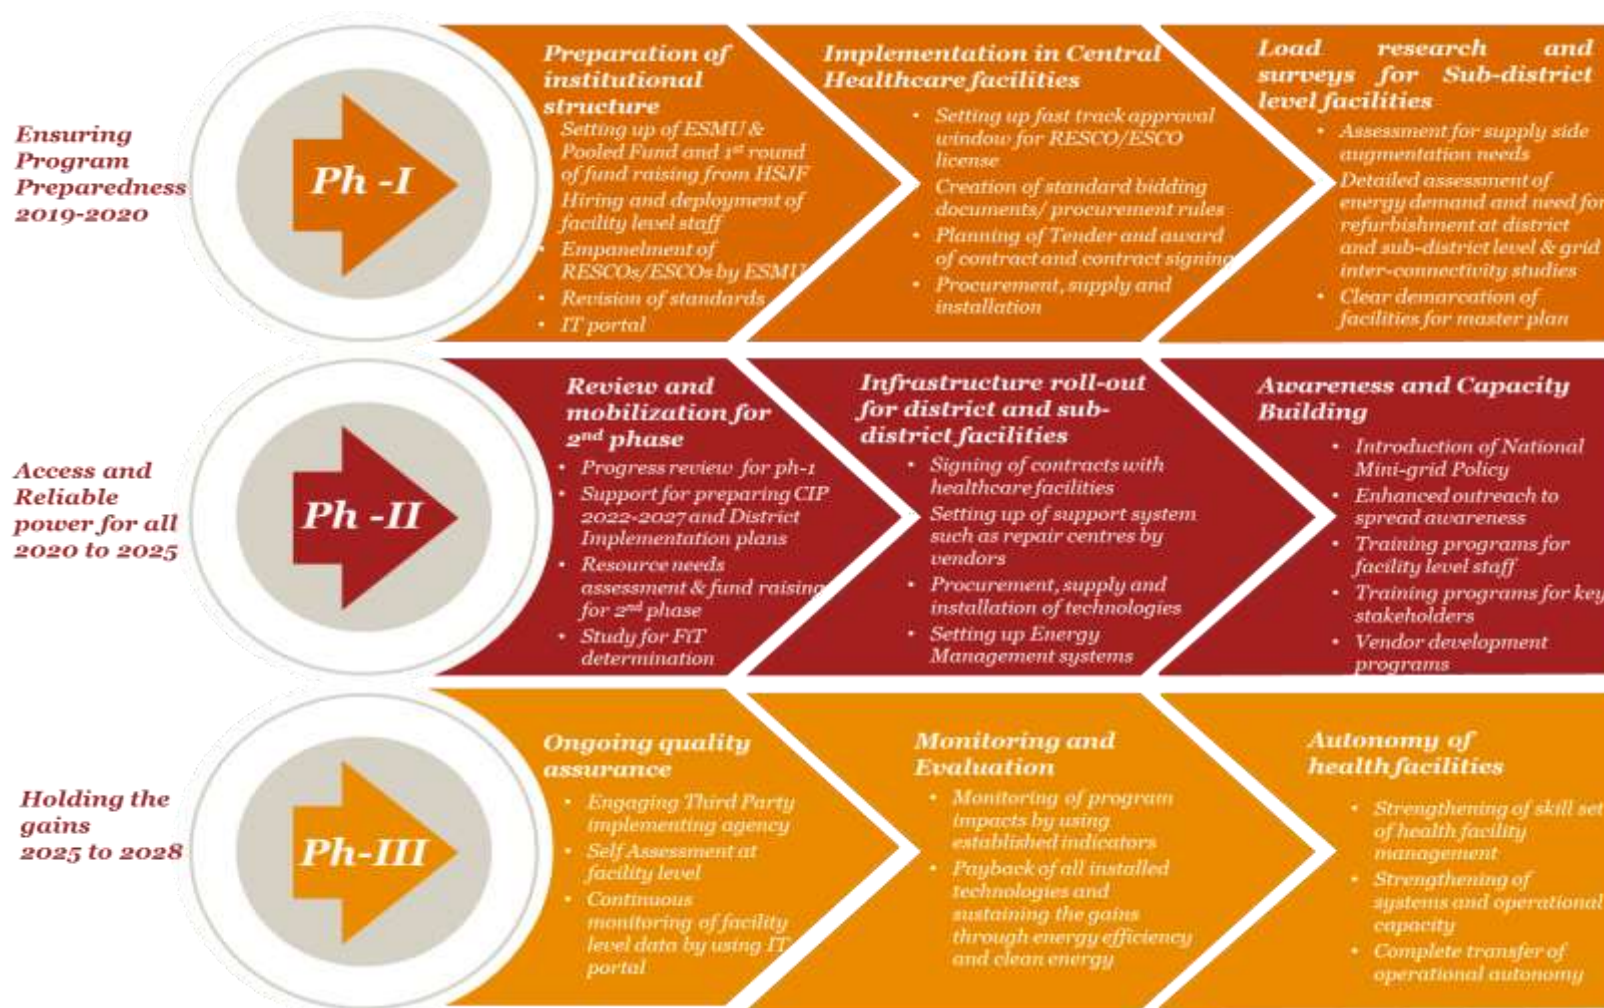 Ensuring
Program
Preparedness
2019-2020
Ph -I
Preparation of
institutional
structure
Setting up of ESMU &
Pooled Fund and 1st round
of fund raising from HSJF
Hiring and deployment of
facility level staff
• Empanelment of
RESCOs/ESCOs by ESMU
• Revision of standards
• IT portal
Implementation in Central
Healthcare facilities
• Setting up fast track approval
window for RESCO/ESCO
license
• Creation of standard bidding
documents/ procurement rules
• Planning of Tender and award
of contract and contract signing
• Procurement, supply and
installation
Load research and
surveys for Sub-district
level facilities
• Assessment for supply side
augmentation needs
• Detailed assessment of
energy demand and need for
refurbishment at district
and sub-district level & grid
inter-connectivity studies
• Clear demarcation of
facilities for master plan
Access and
Reliable
power for all
2020 to 2025
Ph -II
Review and
mobilization for
2nd phase
• Progress review for ph-1
• Support for preparing CIP
2022-2027 and District
Implementation plans
• Resource needs
assessment & fund raising
for 2nd phase
• Study for FiT
determination
Infrastructure roll-out
for district and sub-
district facilities
• Signing of contracts with
healthcare facilities
• Setting up of support system
such as repair centres by
vendors
• Procurement, supply and
installation of technologies
• Setting up Energy
Management systems
Awareness and Capacity
Building
• Introduction of National
Mini-grid Policy
• Enhanced outreach to
spread awareness
• Training programs for
facility level staff
• Training programs for key
stakeholders
• Vendor development
programs
Holding the
gains
2025 to 2028
Ph-III
Ongoing quality
assurance
• Engaging Third Party
implementing agency
• Self Assessment at
facility level
• Continuous
monitoring of facility
level data by using IT
portal
Monitoring and
Evaluation
• Monitoring of program
impacts by using
established indicators
• Payback of all installed
technologies and
sustaining the gains
through energy efficiency
and clean energy
Autonomy of
health facilities
• Strengthening of skill set
of health facility
management
• Strengthening of
systems and operational
capacity
• Complete transfer of
operational autonomy